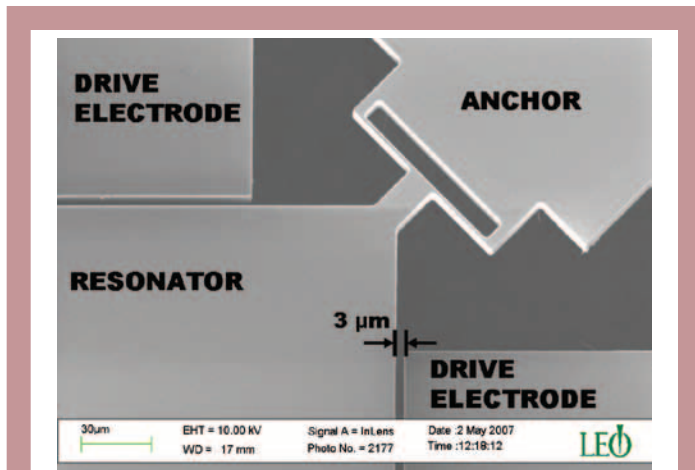 DRIVE
ELECTRODE
ANCHOR
RESONATOR
3 µm
DRIVE
ELECTRODE
30µm
EHT = 10.00 kV
Signal A = InLens
Date :2 May 2007
WD = 17 mm
Photo No. = 2177
Time :12:18:12
LEO